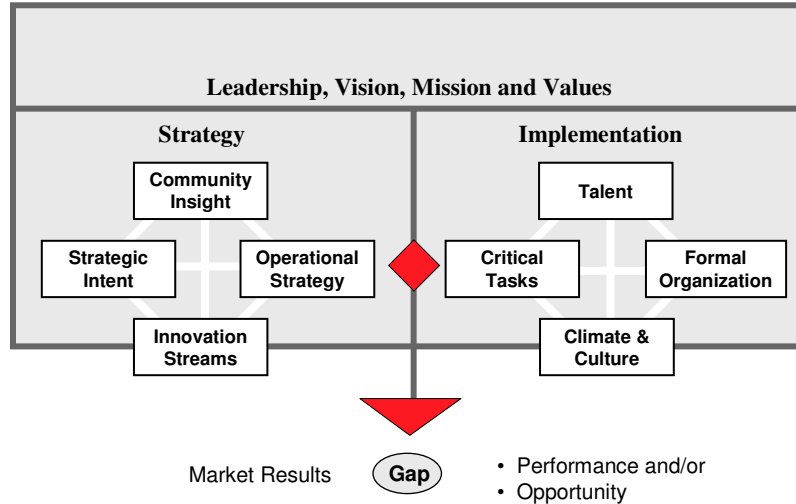 Leadership, Vision, Mission and Values
Strategy
Community
Insight
Strategic
Intent
Operational
Strategy
Innovation
Streams
Implementation
Talent
Critical
Tasks
Formal
Organization
Climate &
Culture
Market Results
Gap
• Performance and/or
• Opportunity